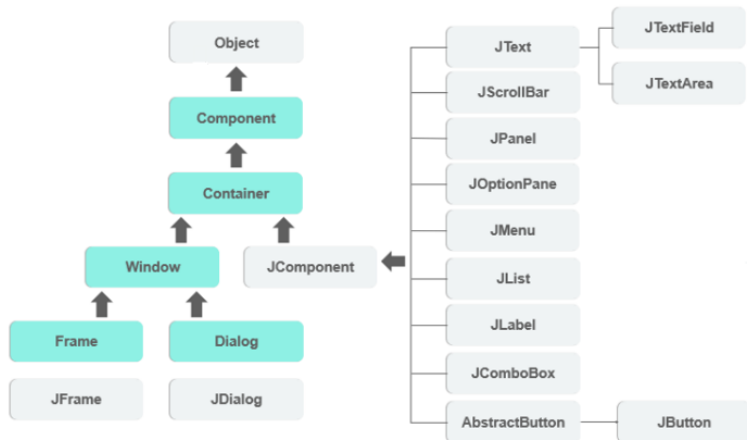 Object
Component
Container
Window
JComponent
Frame
Dialog
JFrame
JDialog
JText
JScrollBar
JPanel
JOptionPane
JMenu
JList
JLabel
JComboBox
AbstractButton
JTextField
JTextArea
JButton